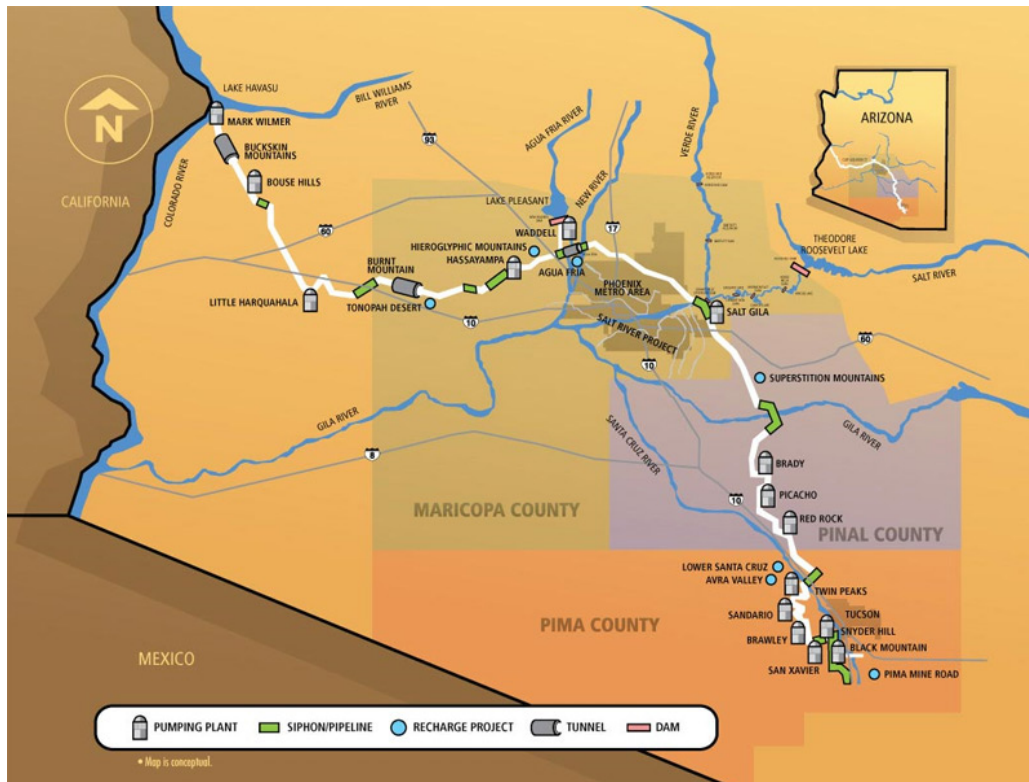 LAKE HAVASU
MARK WILMER
BUCKSKIN
MOUNTAINS
BOUSE HILLS
COLORADO RIVER
CALIFORNIA
N
BILL WILLIAMS
RIVER
93
60
LITTLE HARQUAHALA
BURNT
MOUNTAIN
TONOPAH DESERT
10
HIEROGLYPHIC MOUNTAINS
HASSAYAMPA
LAKE PLEASANT
WADDELL
AGUA FRIA RIVER
NEW RIVER
AGUA FRIA
17
VERDE RIVER
PHOENIX
METRO AREA
SALT RIVER PROJECT
10
SALT GILA
THEODORE
ROOSEVELT LAKE
SALT RIVER
ARIZONA
60
SUPERSTITION MOUNTAINS
GILA RIVER
GILA RIVER
SANTA CRUZ RIVER
8
BRADY
PICACHO
10
RED ROCK
MARICOPA COUNTY
PINAL COUNTY
LOWER SANTA CRUZ
AVRA VALLEY
TWIN PEAKS
SANDARIO
TUCSON
SNYDER HILL
BRAWLEY
BLACK MOUNTAIN
SAN XAVIER
PIMA MINE ROAD
PIMA COUNTY
MEXICO
PUMPING PLANT
SIPHON/PIPELINE
RECHARGE PROJECT
TUNNEL
DAM
• Map is conceptual.